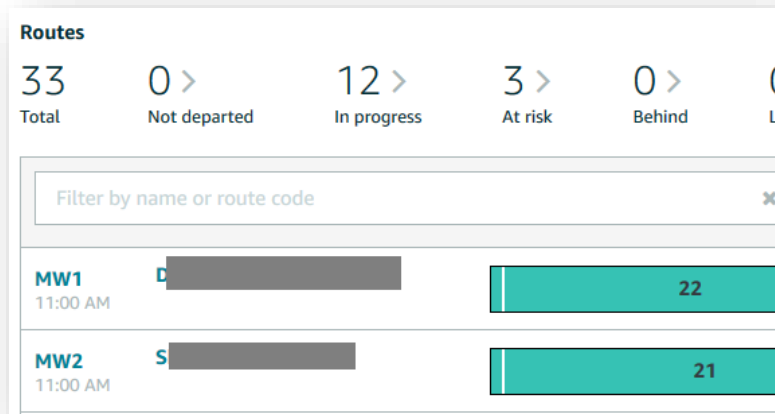 Routes
33 0 > 12 > 3 > 0 >
Total Not departed In progress At risk Behind
Filter by name or route code ×
MW1 D 22
11:00 AM
MW2 S 21
11:00 AM